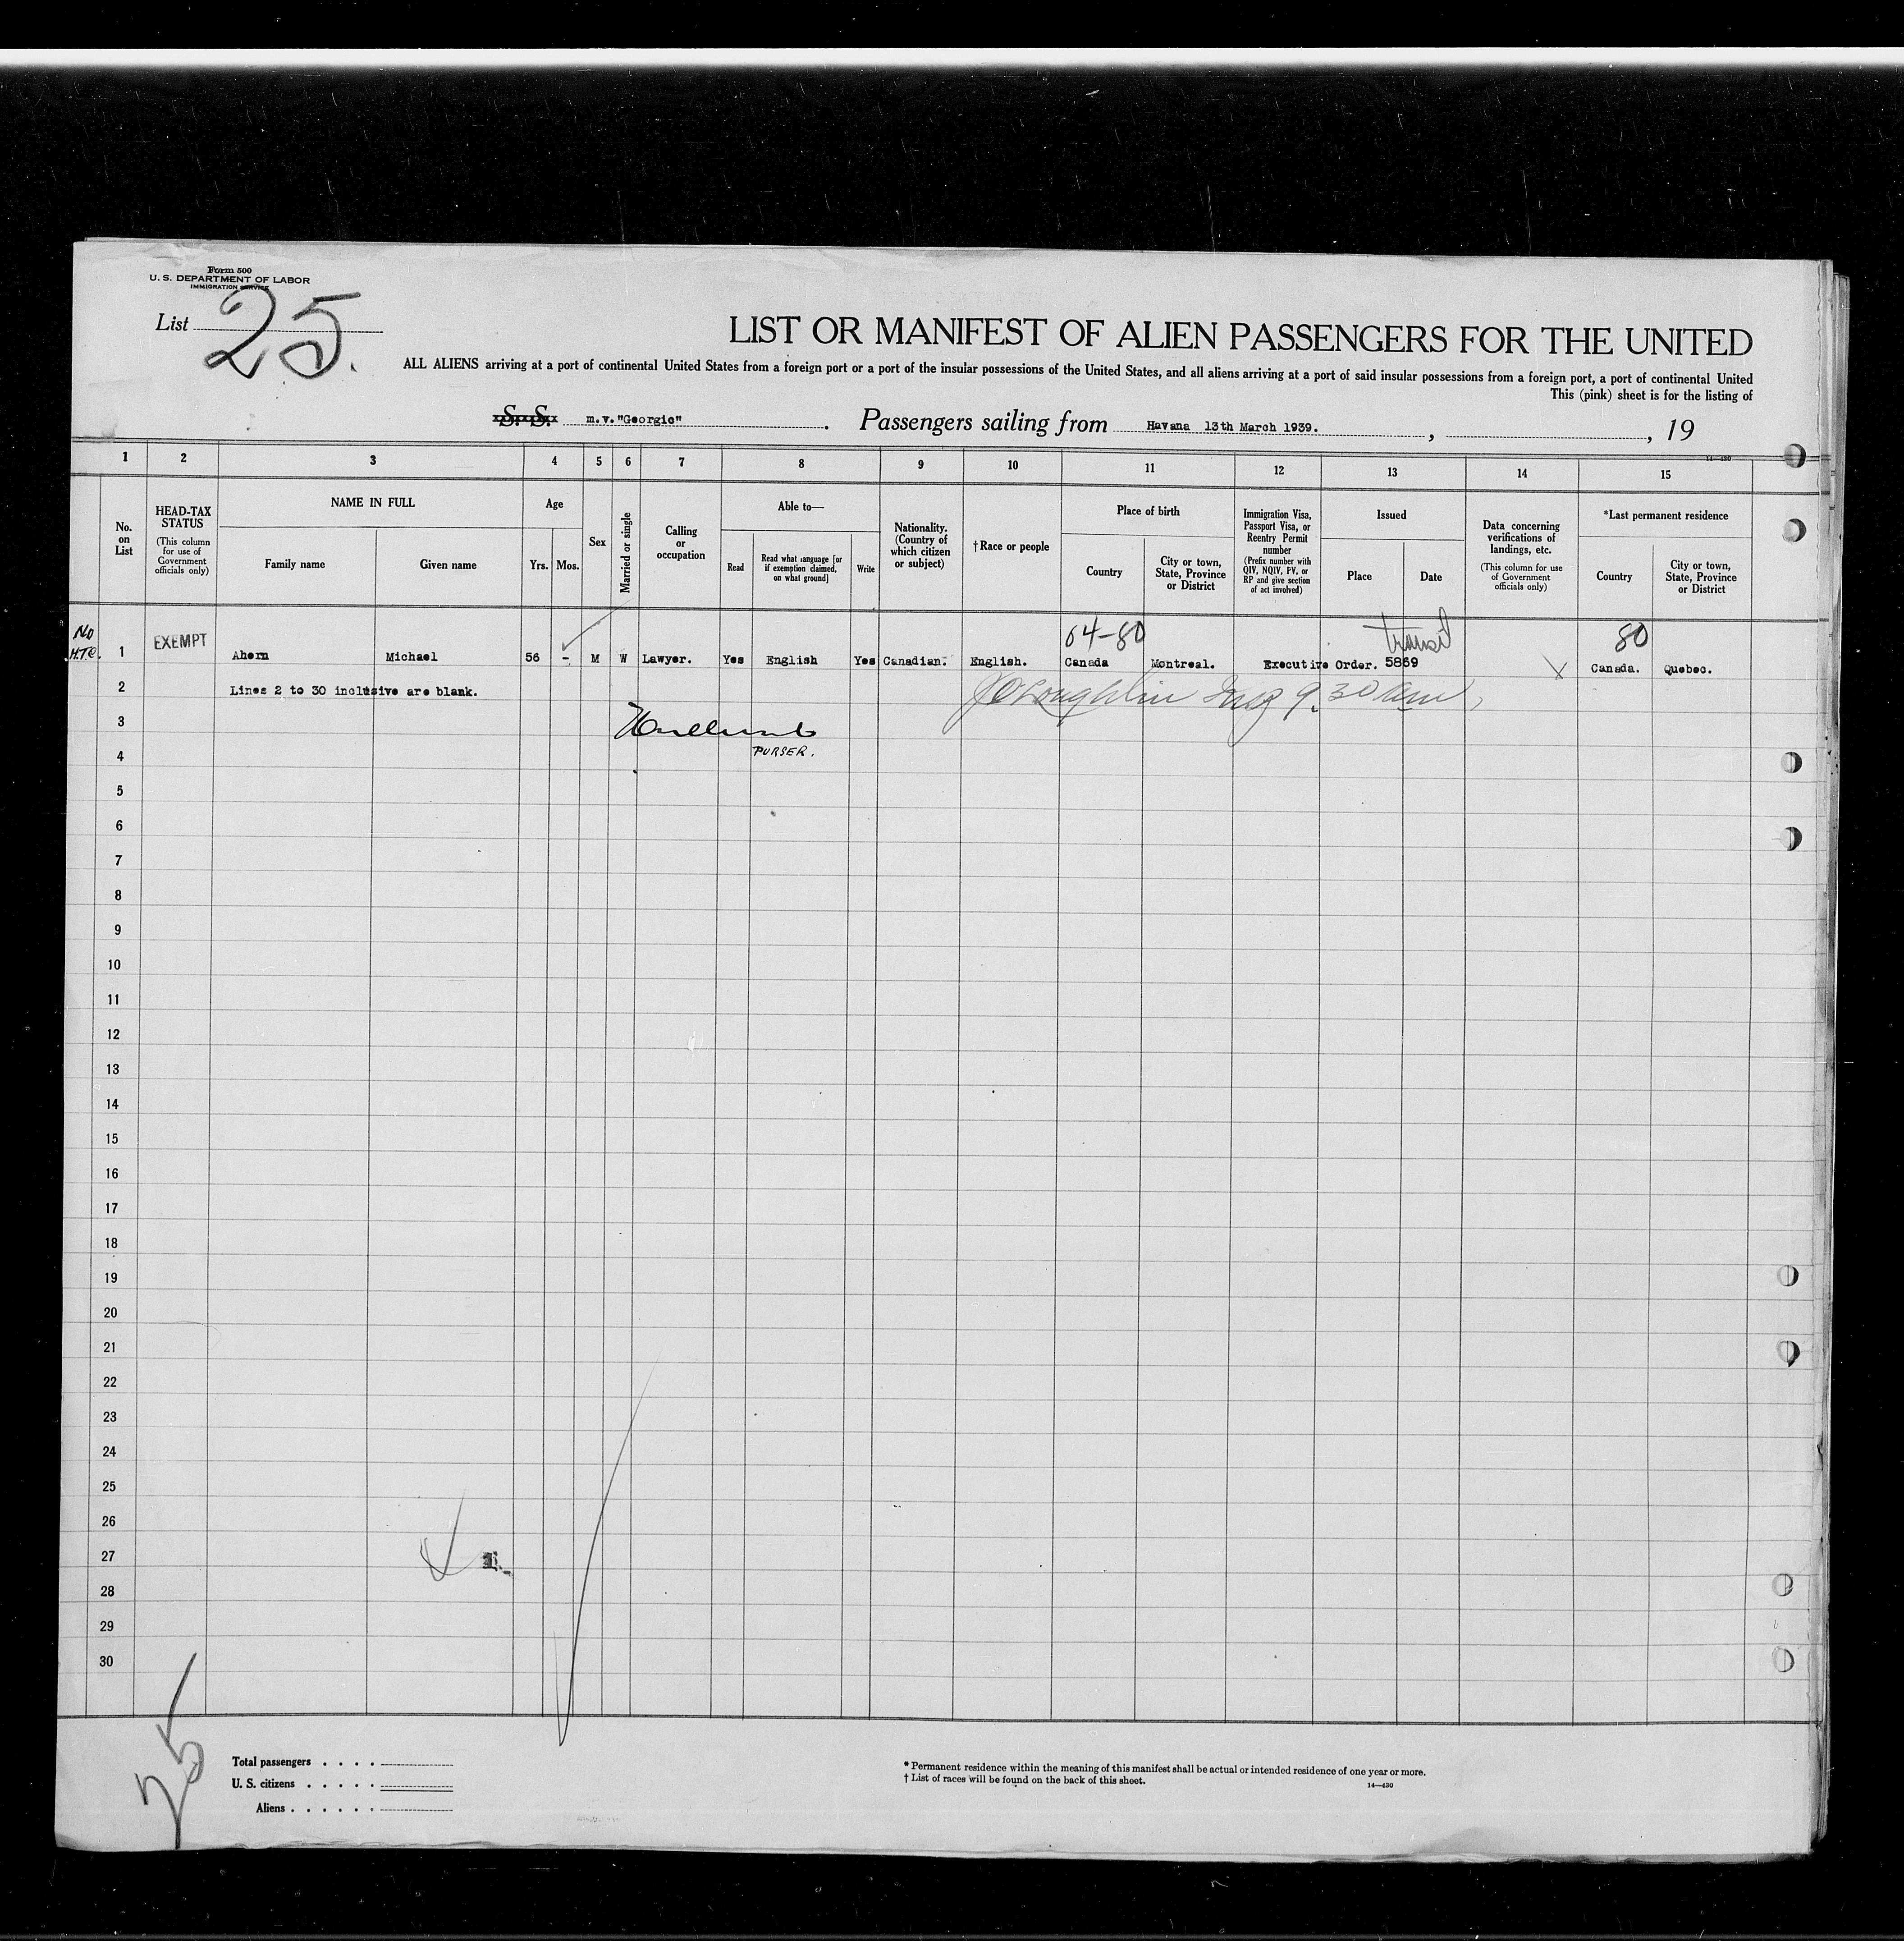 Form 500
U. S. DEPARTMENT OF LABOR
IMMIGRATION SERVICE
List 25.
LIST OR MANIFEST OF ALIEN PASSENGERS FOR THE UNITED
ALL ALIENS arriving at a port of continental United States from a foreign port or a port of the insular possessions of the United States, and all aliens arriving at a port of said insular possessions from a foreign port, a port of continental United
This (pink) sheet is for the listing of
S. S. m.v."Georgic". Passengers sailing from Havana 13th March 1939. , , 19
14—430
1 2 3 4 5 6 7 8 9 10 11 12 13 14 15
No. on List
HEAD-TAX STATUS
(This column for use of Government officials only)
NAME IN FULL
Family name
Given name
Age
Yrs.
Mos.
Sex
Married or single
Calling or occupation
Able to—
Read
Read what language [or if exemption claimed, on what ground]
Write
Nationality. (Country of which citizen or subject)
†Race or people
Place of birth
Country
City or town, State, Province or District
Immigration Visa, Passport Visa, or Reentry Permit number
(Prefix number with QIV, NQIV, PV, or RP and give section of act involved)
Issued
Place
Date
Data concerning verifications of landings, etc.
(This column for use of Government officials only)
*Last permanent residence
Country
City or town, State, Province or District
64-80 transit 80
No H.T.C. 1 EXEMPT Ahern Michael 56 - M W Lawyer. Yes English Yes Canadian. English. Canada Montreal. Executive Order. 5869 X Canada. Quebec.
2 Lines 2 to 30 inclusive are blank.
J O'Loughlin Insp 9.30 am
3
PURSER.
4
5
6
7
8
9
10
11
12
13
14
15
16
17
18
19
20
21
22
23
24
25
26
27
28
29
30
25
Total passengers . . . .
U. S. citizens . . . . .
Aliens . . . . . .
* Permanent residence within the meaning of this manifest shall be actual or intended residence of one year or more.
† List of races will be found on the back of this sheet.
14—430